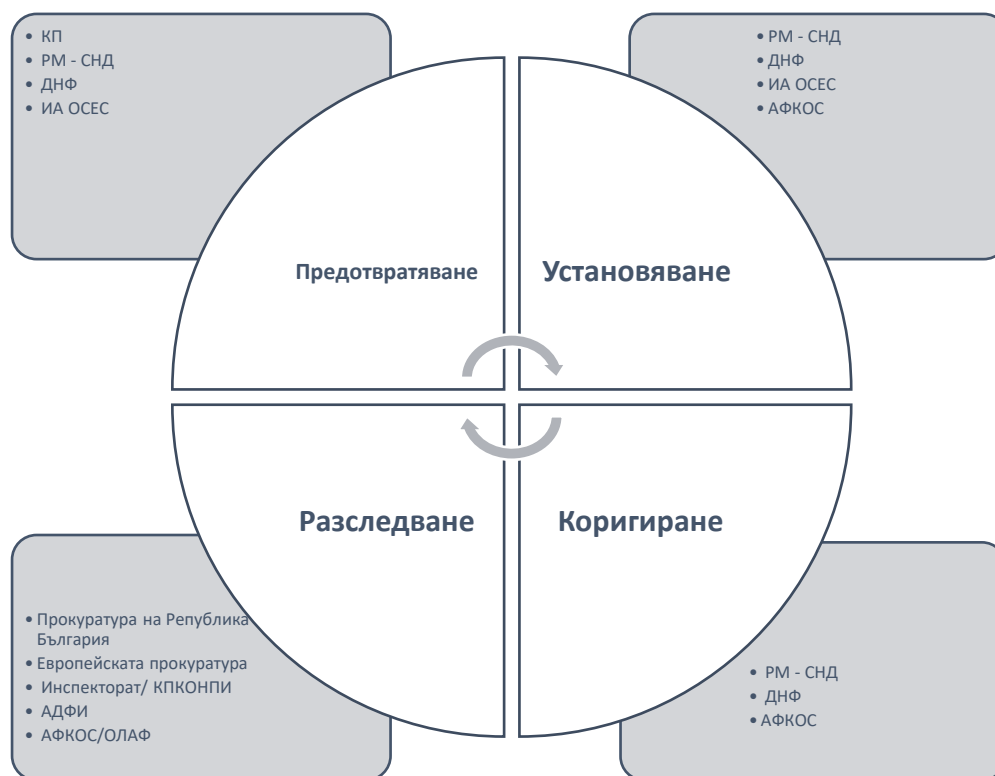 • КП
• РМ - СНД
• ДНФ
• ИА ОСЕС
• РМ - СНД
• ДНФ
• ИА ОСЕС
• АФКОС
Предотвратяване
Установяване
Разследване
Коригиране
• Прокуратура на Република
България
• Европейската прокуратура
• Инспекторат/ КПКОНПИ
• АДФИ
• АФКОС/ОЛАФ
• РМ - СНД
• ДНФ
• АФКОС